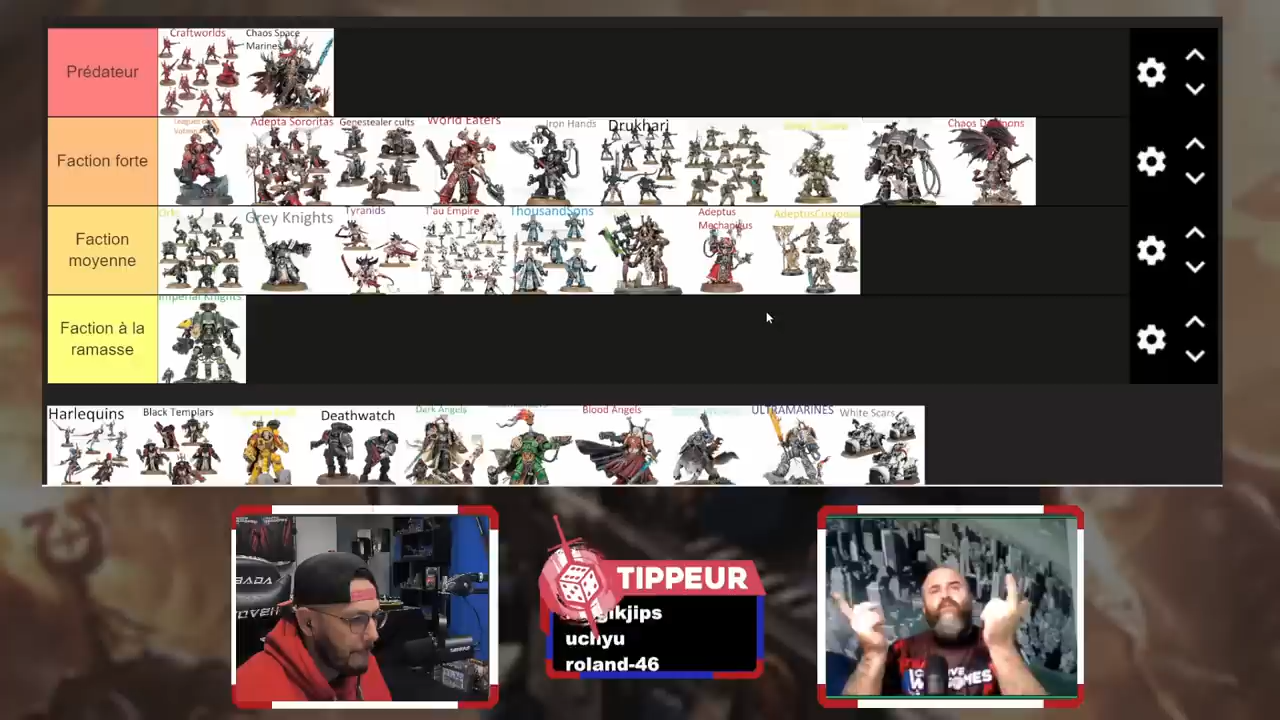 Prédateur
Craftworlds
Chaos Space
Marines
Faction forte
Adepta Sororitas
Genestealer cults
World Eaters
Iron Hands
Drukhari
Chaos Daemons
Faction
moyenne
Orks
Grey Knights
Tyranids
T'au Empire
ThousandSons
Adeptus
Mechanicus
AdeptusCustodes
Faction à la
ramasse
Imperial Knights
Harlequins
Black Templars
Deathwatch
Dark Angels
Blood Angels
ULTRAMARINES
White Scars
TIPPEUR
uchyu
roland-46